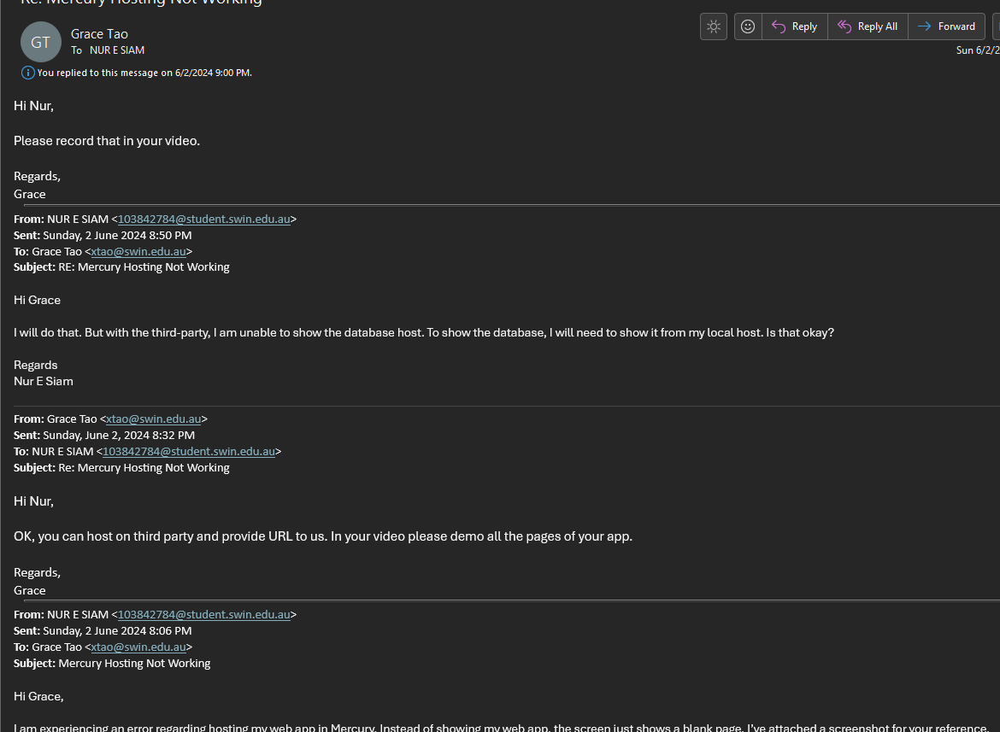 Re: Mercury Hosting Not Working
GT
Grace Tao
To NUR E SIAM
Reply
Reply All
Forward
Sun 6/2/2
You replied to this message on 6/2/2024 9:00 PM.
Hi Nur,
Please record that in your video.
Regards,
Grace
From: NUR E SIAM <103842784@student.swin.edu.au>
Sent: Sunday, 2 June 2024 8:50 PM
To: Grace Tao <xtao@swin.edu.au>
Subject: RE: Mercury Hosting Not Working
Hi Grace
I will do that. But with the third-party, I am unable to show the database host. To show the database, I will need to show it from my local host. Is that okay?
Regards
Nur E Siam
From: Grace Tao <xtao@swin.edu.au>
Sent: Sunday, June 2, 2024 8:32 PM
To: NUR E SIAM <103842784@student.swin.edu.au>
Subject: Re: Mercury Hosting Not Working
Hi Nur,
OK, you can host on third party and provide URL to us. In your video please demo all the pages of your app.
Regards,
Grace
From: NUR E SIAM <103842784@student.swin.edu.au>
Sent: Sunday, 2 June 2024 8:06 PM
To: Grace Tao <xtao@swin.edu.au>
Subject: Mercury Hosting Not Working
Hi Grace,
I am experiencing an error regarding hosting my web app in Mercury. Instead of showing my web app, the screen just shows a blank page. I've attached a screenshot for your reference.